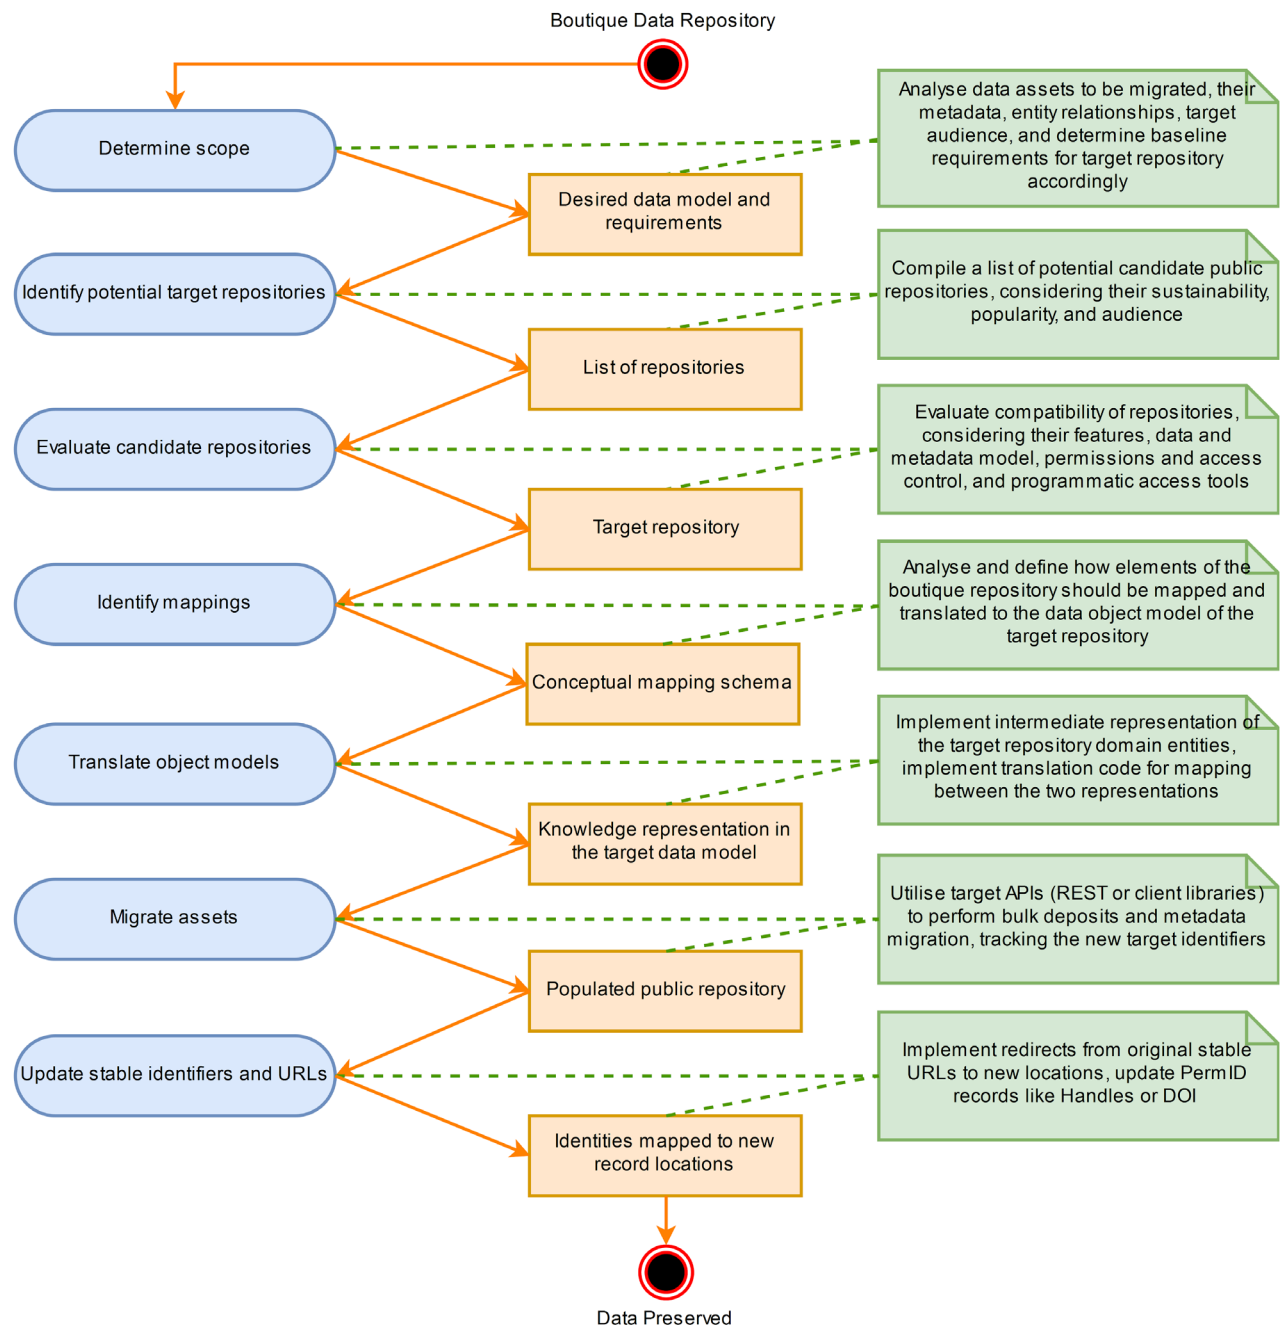 Boutique Data Repository
Analyse data assets to be migrated, their
metadata, entity relationships, target
audience, and determine baseline
requirements for target repository
accordingly
Determine scope
Desired data model and
requirements
Compile a list of potential candidate public
repositories, considering their sustainability,
popularity, and audience
Identify potential target repositories
List of repositories
Evaluate compatibility of repositories,
considering their features, data and
metadata model, permissions and access
control, and programmatic access tools
Evaluate candidate repositories
Target repository
Analyse and define how elements of the
boutique repository should be mapped and
translated to the data object model of the
target repository
Identify mappings
Conceptual mapping schema
Implement intermediate representation of
the target repository domain entities,
implement translation code for mapping
between the two representations
Translate object models
Knowledge representation in
the target data model
Utilise target APIs (REST or client libraries)
to perform bulk deposits and metadata
migration, tracking the new target identifiers
Migrate assets
Populated public repository
Implement redirects from original stable
URLs to new locations, update PermID
records like Handles or DOI
Update stable identifiers and URLs
Identities mapped to new
record locations
Data Preserved